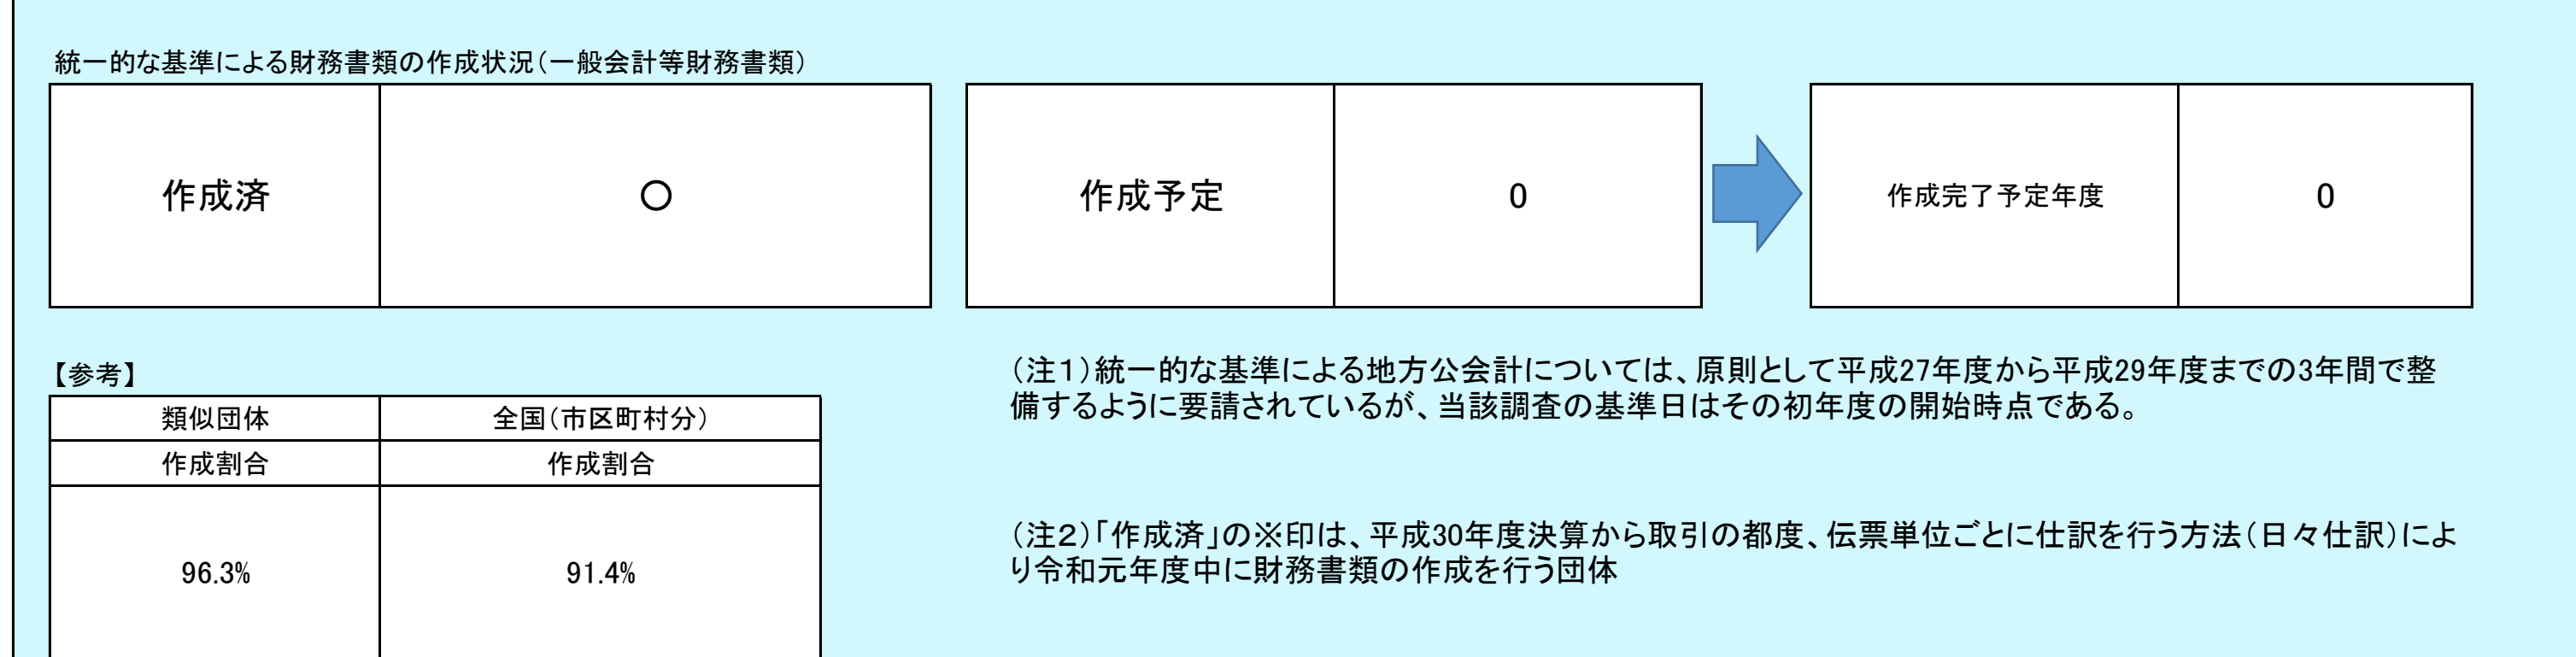 統一的な基準による財務書類の作成状況（一般会計等財務書類）
作成済
○
作成予定
0
作成完了予定年度
0
【参考】
類似団体
全国（市区町村分）
作成割合
作成割合
96.3%
91.4%
（注１）統一的な基準による地方公会計については、原則として平成27年度から平成29年度までの3年間で整
備するように要請されているが、当該調査の基準日はその初年度の開始時点である。
（注２）「作成済」の※印は、平成30年度決算から取引の都度、伝票単位ごとに仕訳を行う方法（日々仕訳）によ
り令和元年度中に財務書類の作成を行う団体